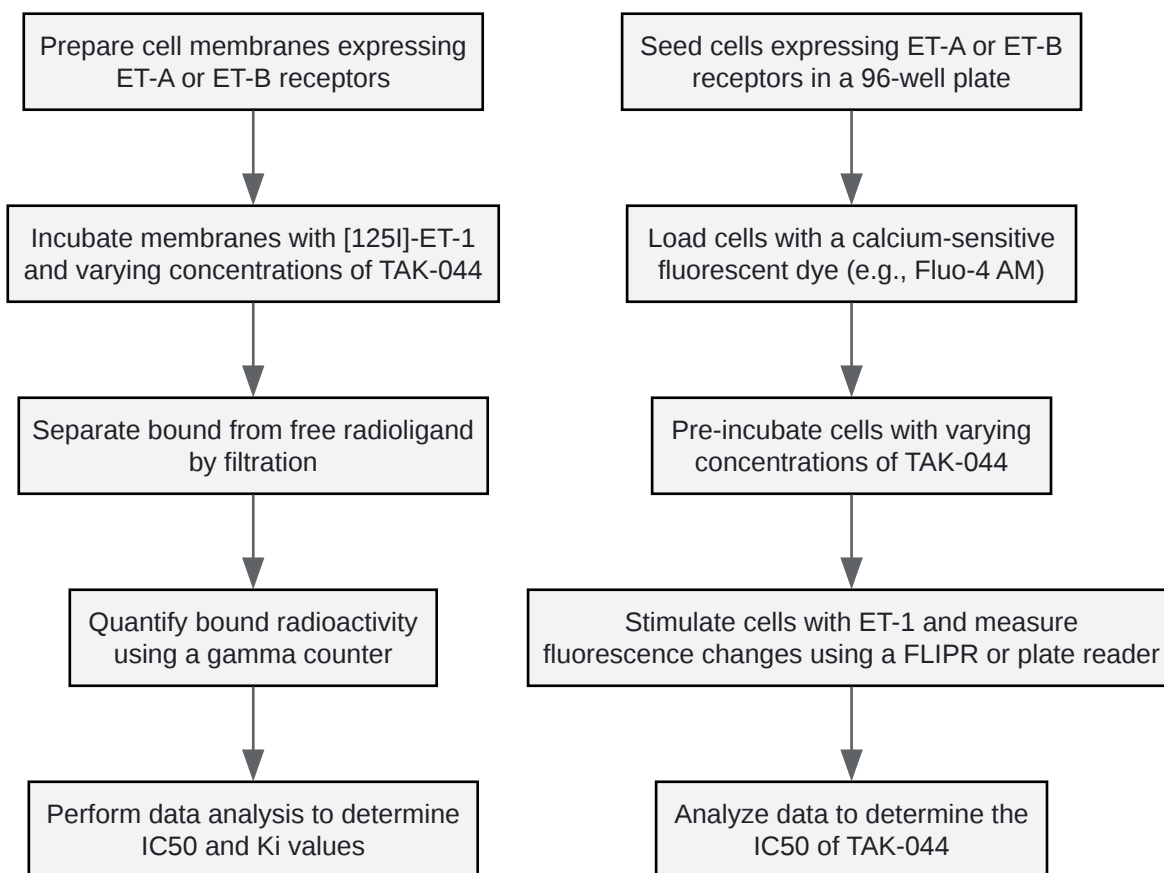 Prepare cell membranes expressing
ET-A or ET-B receptors
Incubate membranes with [125I]-ET-1
and varying concentrations of TAK-044
Separate bound from free radioligand
by filtration
Quantify bound radioactivity
using a gamma counter
Perform data analysis to determine
IC50 and Ki values
Seed cells expressing ET-A or ET-B
receptors in a 96-well plate
Load cells with a calcium-sensitive
fluorescent dye (e.g., Fluo-4 AM)
Pre-incubate cells with varying
concentrations of TAK-044
Stimulate cells with ET-1 and measure
fluorescence changes using a FLIPR or plate reader
Analyze data to determine the
IC50 of TAK-044